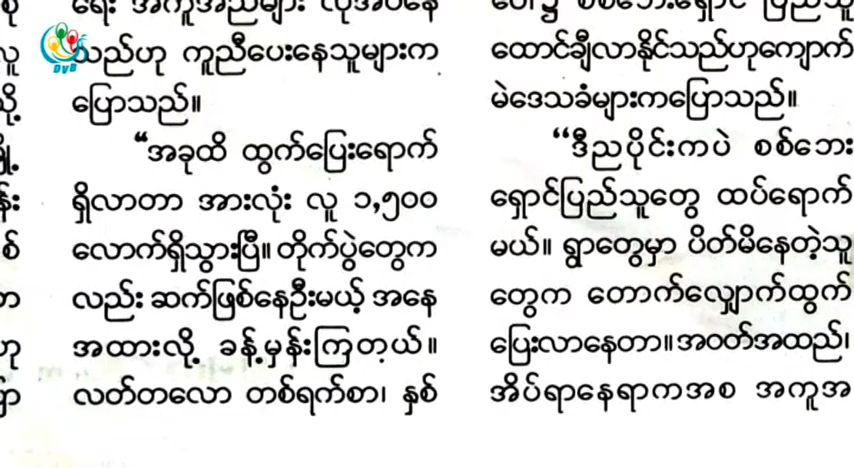 DVB
သည်ဟု ကူညီပေးနေသူများက
ပြောသည်။
“အခုထိ ထွက်ပြေးရောက်
ရှိလာတာ အားလုံး လူ ၁,၅၀၀
လောက်ရှိသွားပြီ။ တိုက်ပွဲတွေက
လည်း ဆက်ဖြစ်နေဦးမယ့် အနေ
အထားလို့ ခန့်မှန်းကြတယ်။
လတ်တလော တစ်ရက်စာ၊ နှစ်
ထောင်ချီလာနိုင်သည်ဟုကျောက်
မဲဒေသခံများကပြောသည်။
“ဒီညပိုင်းကပဲ စစ်ဘေး
ရှောင်ပြည်သူတွေ ထပ်ရောက်
မယ်။ ရွာတွေမှာ ပိတ်မိနေတဲ့သူ
တွေက တောက်လျှောက်ထွက်
ပြေးလာနေတာ။အဝတ်အထည်၊
အိပ်ရာနေရာကအစ အကူအ